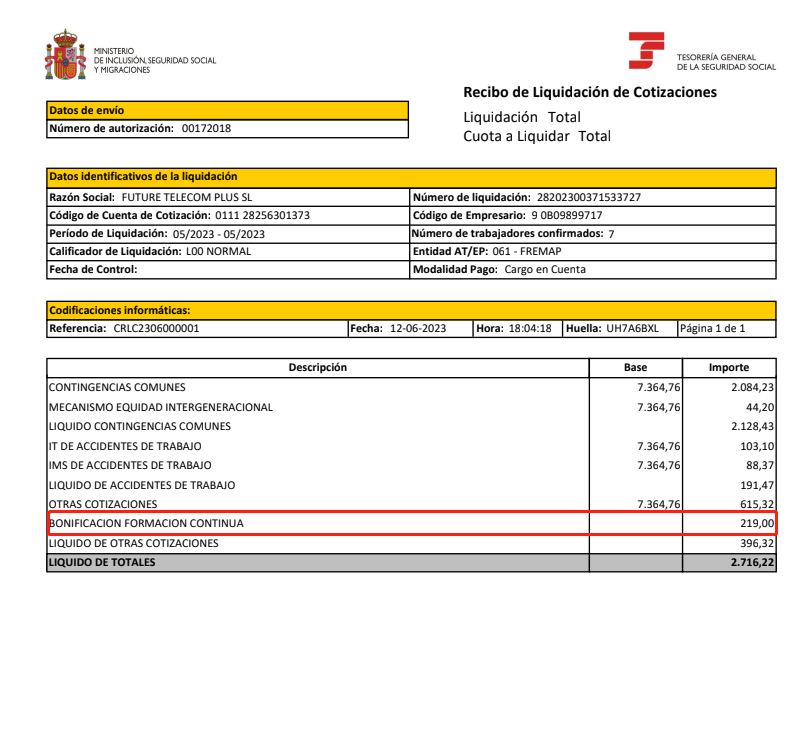 MINISTERIO
DE INCLUSIÓN, SEGURIDAD SOCIAL
Y MIGRACIONES
TESORERÍA GENERAL
DE LA SEGURIDAD SOCIAL
Recibo de Liquidación de Cotizaciones
Liquidación Total
Cuota a Liquidar Total
Datos de envío
Número de autorización: 00172018
Datos identificativos de la liquidación
Razón Social: FUTURE TELECOM PLUS SL Número de liquidación: 28202300371533727
Código de Cuenta de Cotización: 0111 28256301373 Código de Empresario: 9 0B09899717
Período de Liquidación: 05/2023 - 05/2023 Número de trabajadores confirmados: 7
Calificador de Liquidación: L00 NORMAL Entidad AT/EP: 061 - FREMAP
Fecha de Control: Modalidad Pago: Cargo en Cuenta
Codificaciones informáticas:
Referencia: CRLC2306000001 Fecha: 12-06-2023 Hora: 18:04:18 Huella: UH7A6BXL Página 1 de 1
Descripción Base Importe
CONTINGENCIAS COMUNES 7.364,76 2.084,23
MECANISMO EQUIDAD INTERGENERACIONAL 7.364,76 44,20
LIQUIDO CONTINGENCIAS COMUNES 2.128,43
IT DE ACCIDENTES DE TRABAJO 7.364,76 103,10
IMS DE ACCIDENTES DE TRABAJO 7.364,76 88,37
LIQUIDO DE ACCIDENTES DE TRABAJO 191,47
OTRAS COTIZACIONES 7.364,76 615,32
BONIFICACION FORMACION CONTINUA 219,00
LIQUIDO DE OTRAS COTIZACIONES 396,32
LIQUIDO DE TOTALES 2.716,22